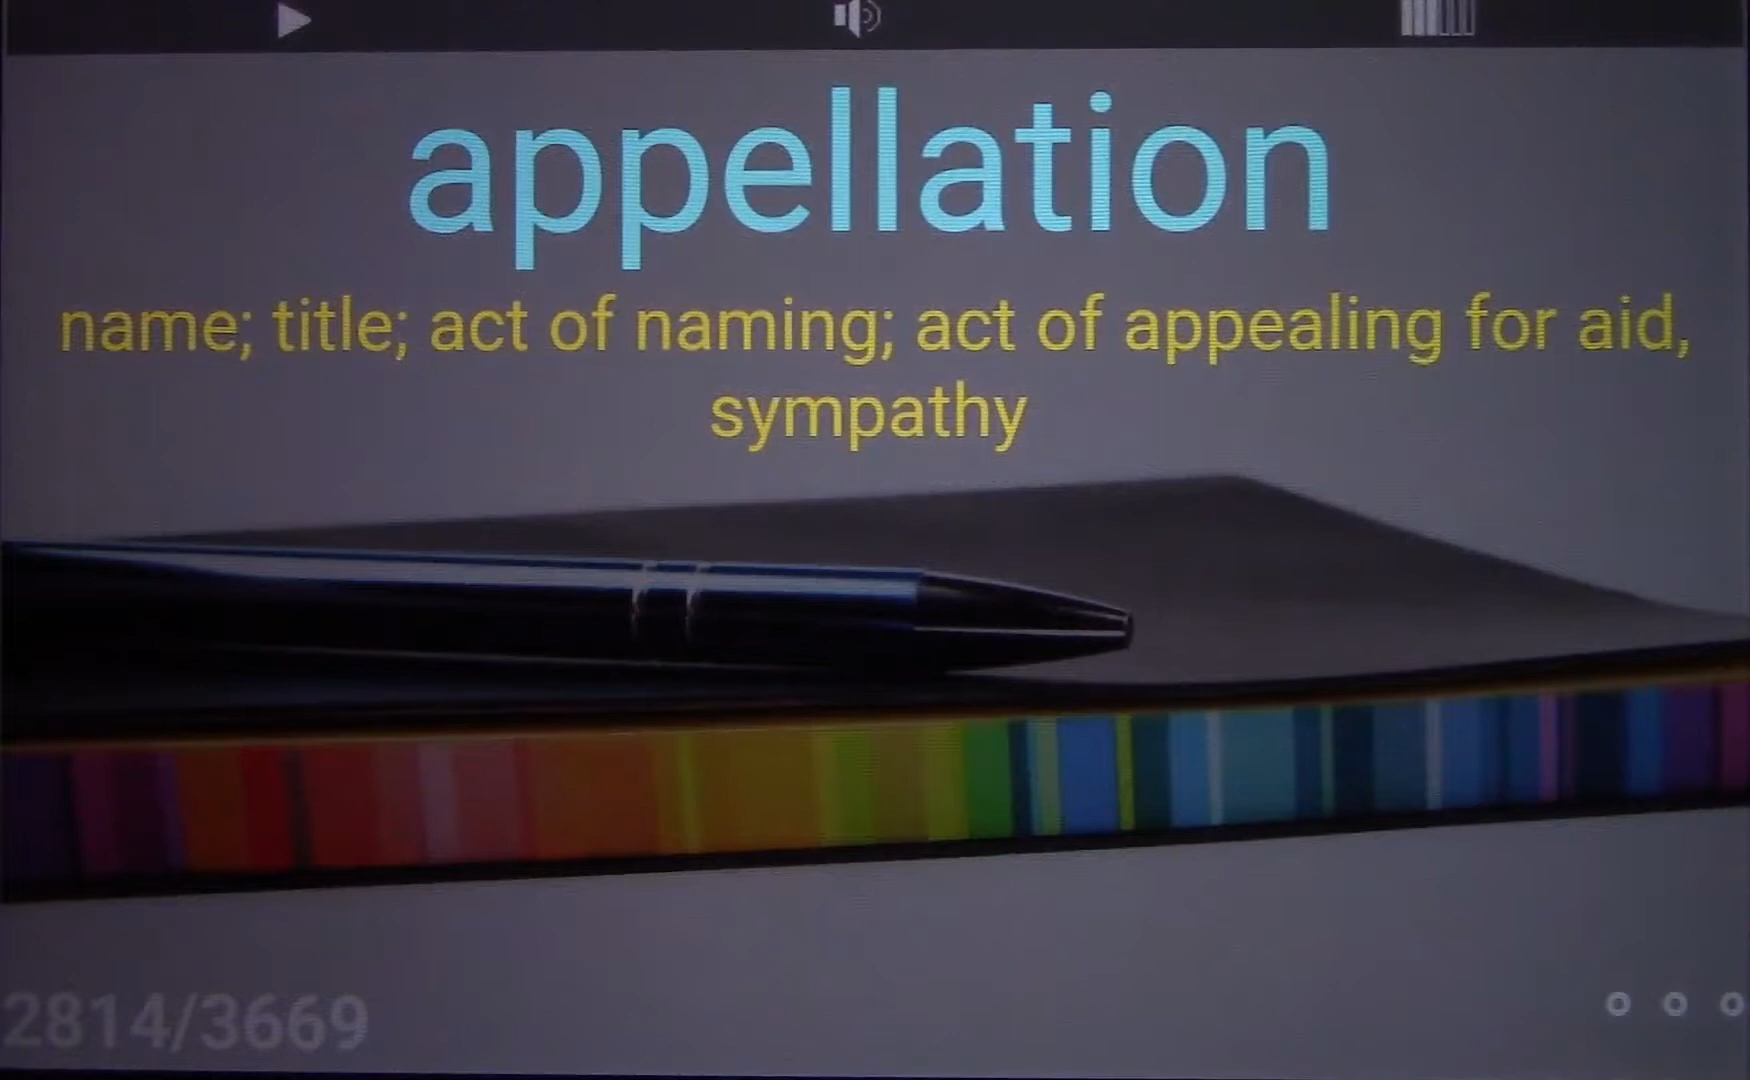 appellation
name; title; act of naming; act of appealing for aid,
sympathy
2814/3669